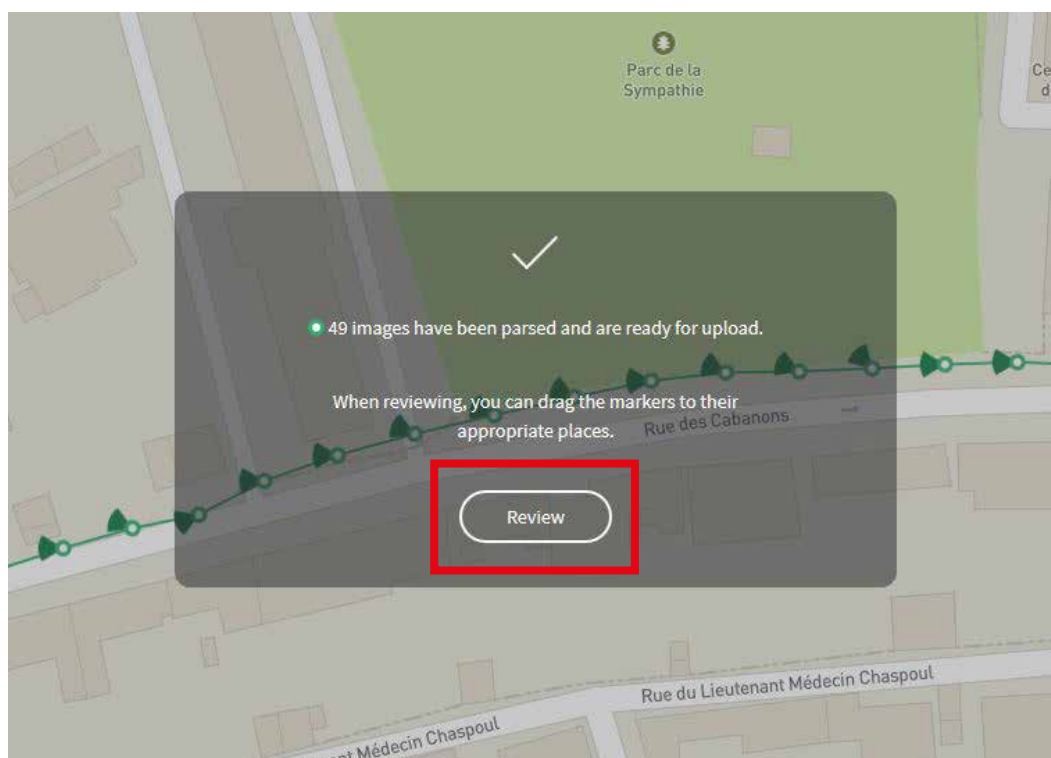 Parc de la
Sympathie
Ce
d
49 images have been parsed and are ready for upload.
When reviewing, you can drag the markers to their
appropriate places.
Rue des Cabanons
Review
Rue du Lieutenant Médecin Chaspoul
nt Médecin Chaspoul